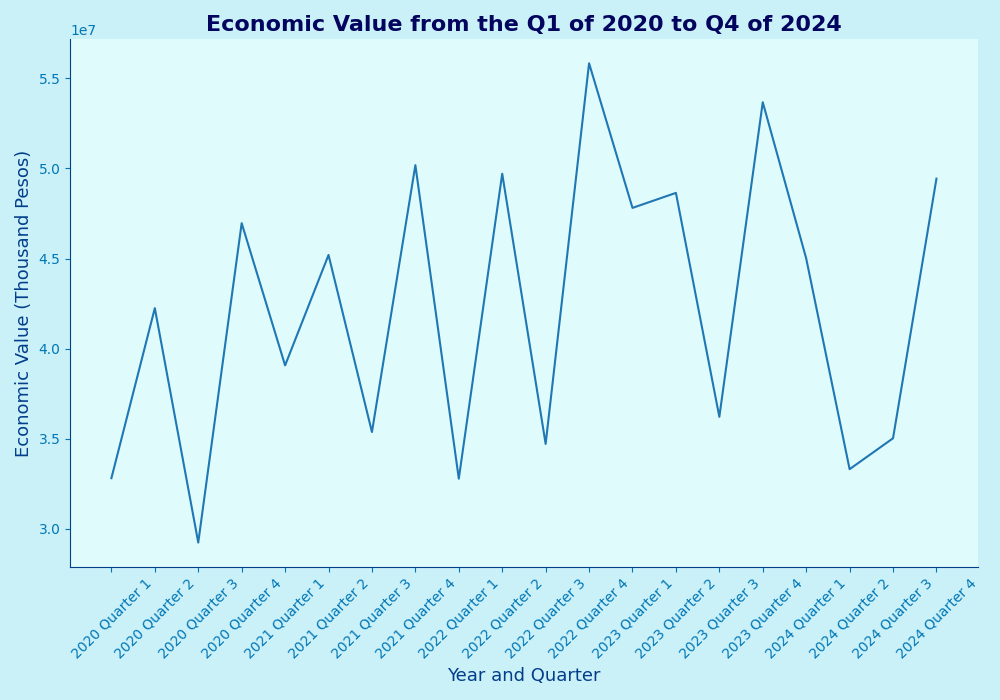 Economic Value from the Q1 of 2020 to Q4 of 2024
1e7
5.5
5.0
4.5
4.0
3.5
3.0
Economic Value (Thousand Pesos)
2020 Quarter 1
2020 Quarter 2
2020 Quarter 3
2020 Quarter 4
2021 Quarter 1
2021 Quarter 2
2021 Quarter 3
2021 Quarter 4
2022 Quarter 1
2022 Quarter 2
2022 Quarter 3
2022 Quarter 4
2023 Quarter 1
2023 Quarter 2
2023 Quarter 3
2023 Quarter 4
2024 Quarter 1
2024 Quarter 2
2024 Quarter 3
2024 Quarter 4
Year and Quarter